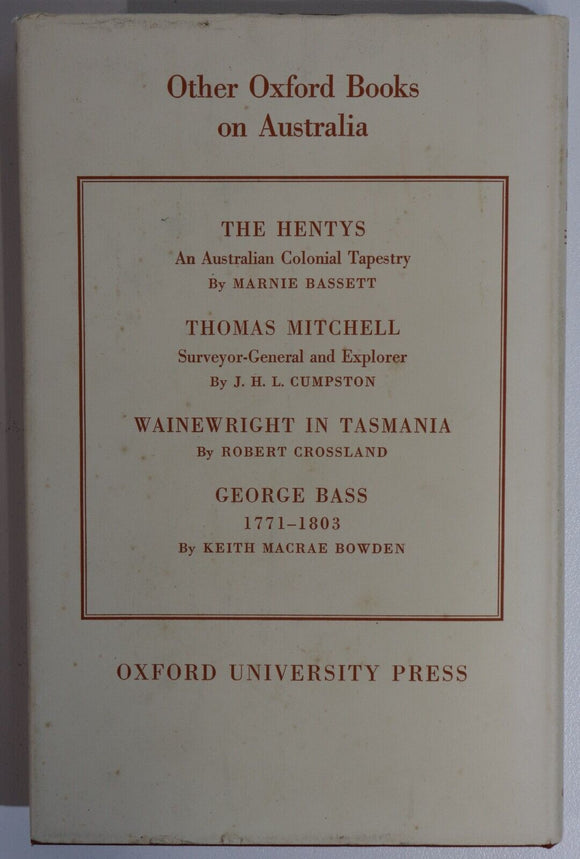 Other Oxford Books
on Australia
THE HENTYS
An Australian Colonial Tapestry
By MARNIE BASSETT
THOMAS MITCHELL
Surveyor-General and Explorer
By J. H. L. CUMPSTON
WAINEWRIGHT IN TASMANIA
By ROBERT CROSSLAND
GEORGE BASS
1771–1803
By KEITH MACRAE BOWDEN
OXFORD UNIVERSITY PRESS